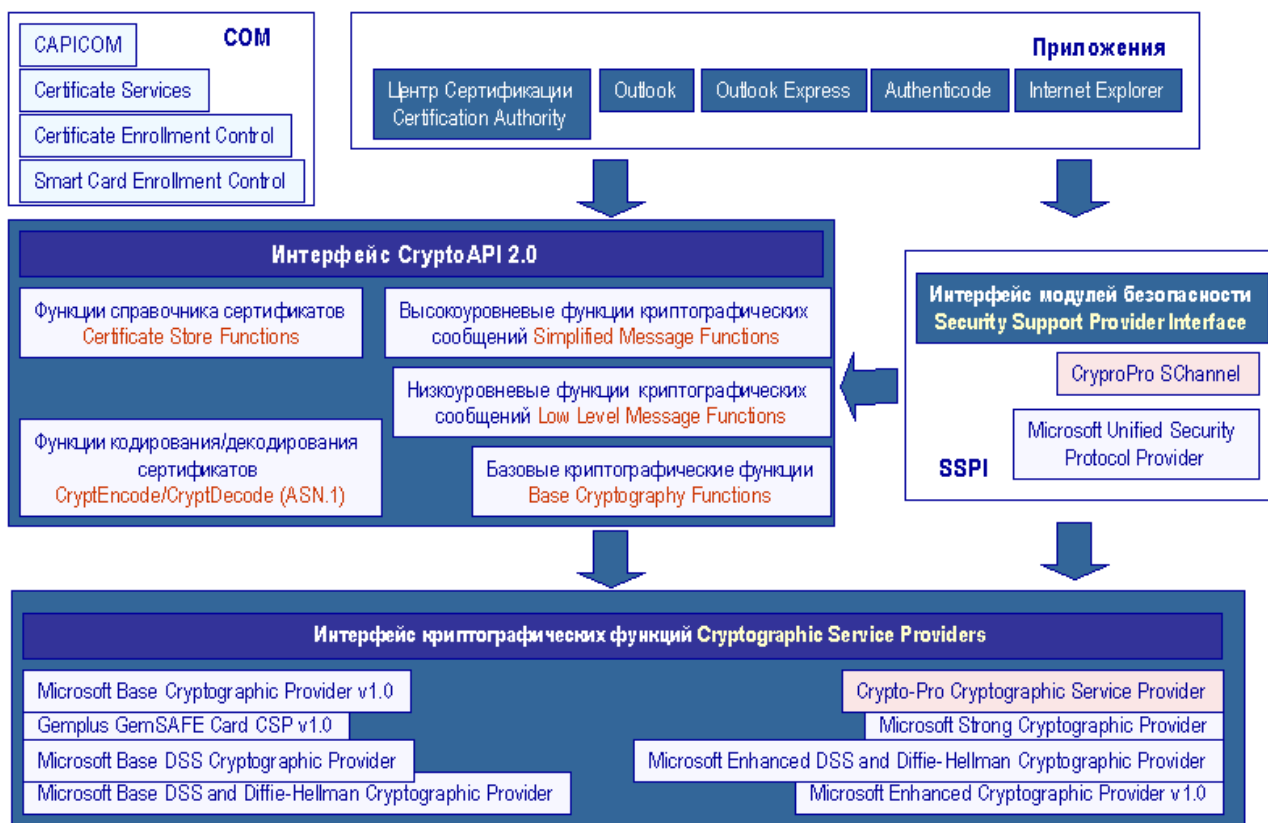 COM
CAPICOM
Certificate Services
Certificate Enrollment Control
Smart Card Enrollment Control
Приложения
Центр Сертификации
Certification Authority
Outlook
Outlook Express
Authenticode
Internet Explorer
Интерфейс CryptoAPI 2.0
Функции справочника сертификатов
Certificate Store Functions
Высокоуровневые функции криптографических
сообщений Simplified Message Functions
Низкоуровневые функции криптографических
сообщений Low Level Message Functions
Функции кодирования/декодирования
сертификатов
CryptEncode/CryptDecode (ASN.1)
Базовые криптографические функции
Base Cryptography Functions
Интерфейс модулей безопасности
Security Support Provider Interface
CryproPro SChannel
Microsoft Unified Security
Protocol Provider
SSPI
Интерфейс криптографических функций Cryptographic Service Providers
Microsoft Base Cryptographic Provider v1.0
Gemplus GemSAFE Card CSP v1.0
Microsoft Base DSS Cryptographic Provider
Microsoft Base DSS and Diffie-Hellman Cryptographic Provider
Crypto-Pro Cryptographic Service Provider
Microsoft Strong Cryptographic Provider
Microsoft Enhanced DSS and Diffie-Hellman Cryptographic Provider
Microsoft Enhanced Cryptographic Provider v1.0